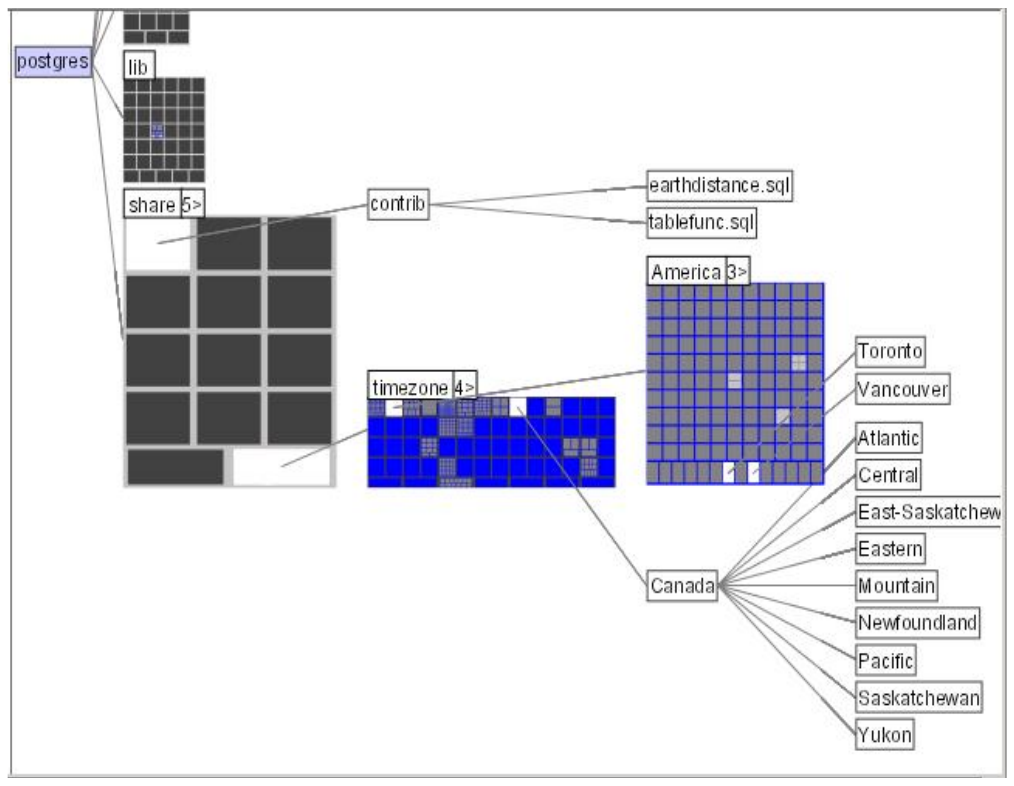 postgres
lib
share 5>
contrib
earthdistance.sql
tablefunc.sql
America 3>
timezone 4>
Toronto
Vancouver
Atlantic
Central
East-Saskatchew
Eastern
Canada
Mountain
Newfoundland
Pacific
Saskatchewan
Yukon